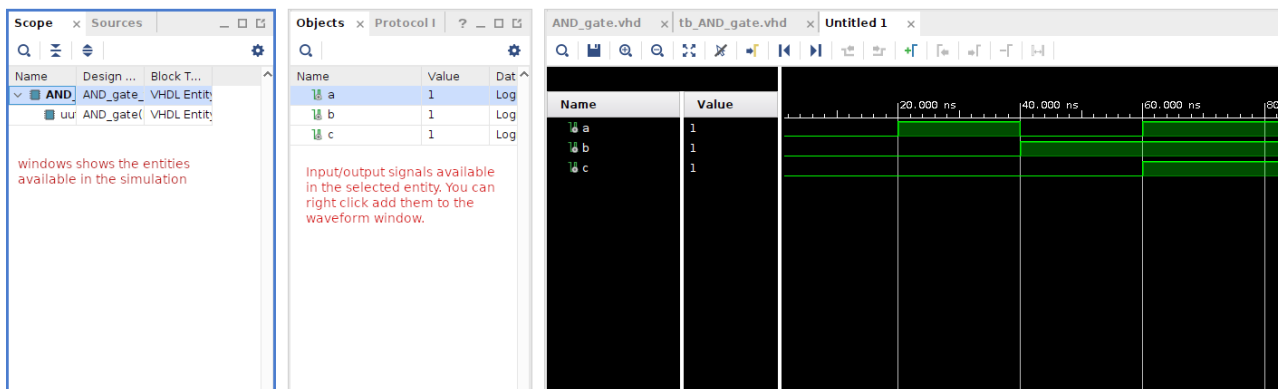 Scope × Sources
Name Design ... Block T...
AND_ AND_gate_ VHDL Entity
uut AND_gate( VHDL Entity
windows shows the entities
available in the simulation
Objects × Protocol I ?
Name Value Dat
a 1 Log
b 1 Log
c 1 Log
Input/output signals available
in the selected entity. You can
right click add them to the
waveform window.
AND_gate.vhd × tb_AND_gate.vhd × Untitled 1 ×
Name Value
20.000 ns 40.000 ns 60.000 ns 80
a 1
b 1
c 1